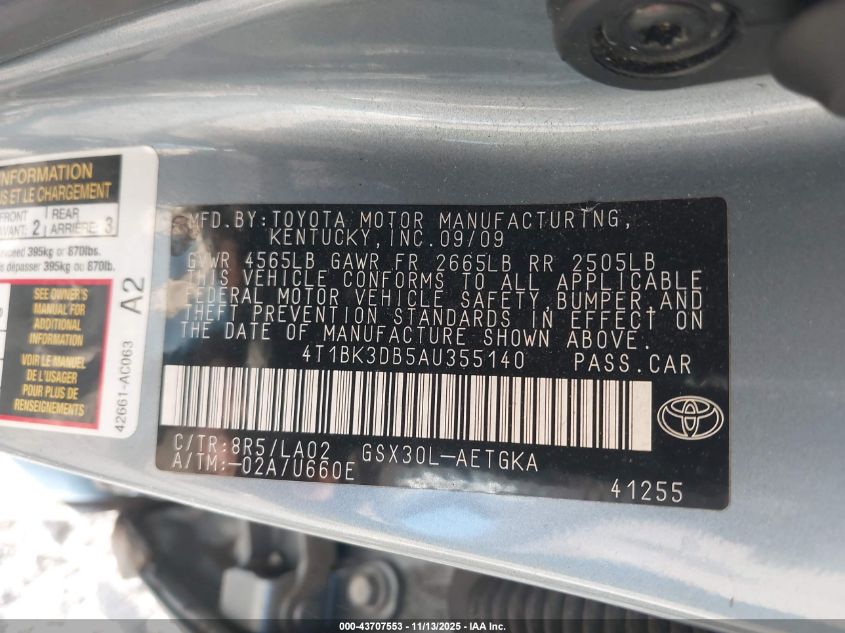 INFORMATION
NS ET LE CHARGEMENT
FRONT
AVANT: 2
REAR
ARRIÈRE: 3
exceed 395kg or 870lbs.
dépasser 395kg ou 870lb.
SEE OWNER'S
MANUAL FOR
ADDITIONAL
INFORMATION
VOIR
LE MANUEL
DE L'USAGER
POUR PLUS DE
RENSEIGNEMENTS
42661-AC063
A2
MFD.BY:TOYOTA MOTOR MANUFACTURING,
KENTUCKY,INC.09/09
GVWR 4565LB GAWR FR 2665LB RR 2505LB
THIS VEHICLE CONFORMS TO ALL APPLICABLE
FEDERAL MOTOR VEHICLE SAFETY,BUMPER,AND
THEFT PREVENTION STANDARDS IN EFFECT ON
THE DATE OF MANUFACTURE SHOWN ABOVE.
4T1BK3DB5AU355140 PASS.CAR
C/TR:8R5/LA02 GSX30L-AETGKA
A/TM:-02A/U660E
41255
000-43707553 — 11/13/2025 — IAA, Inc.